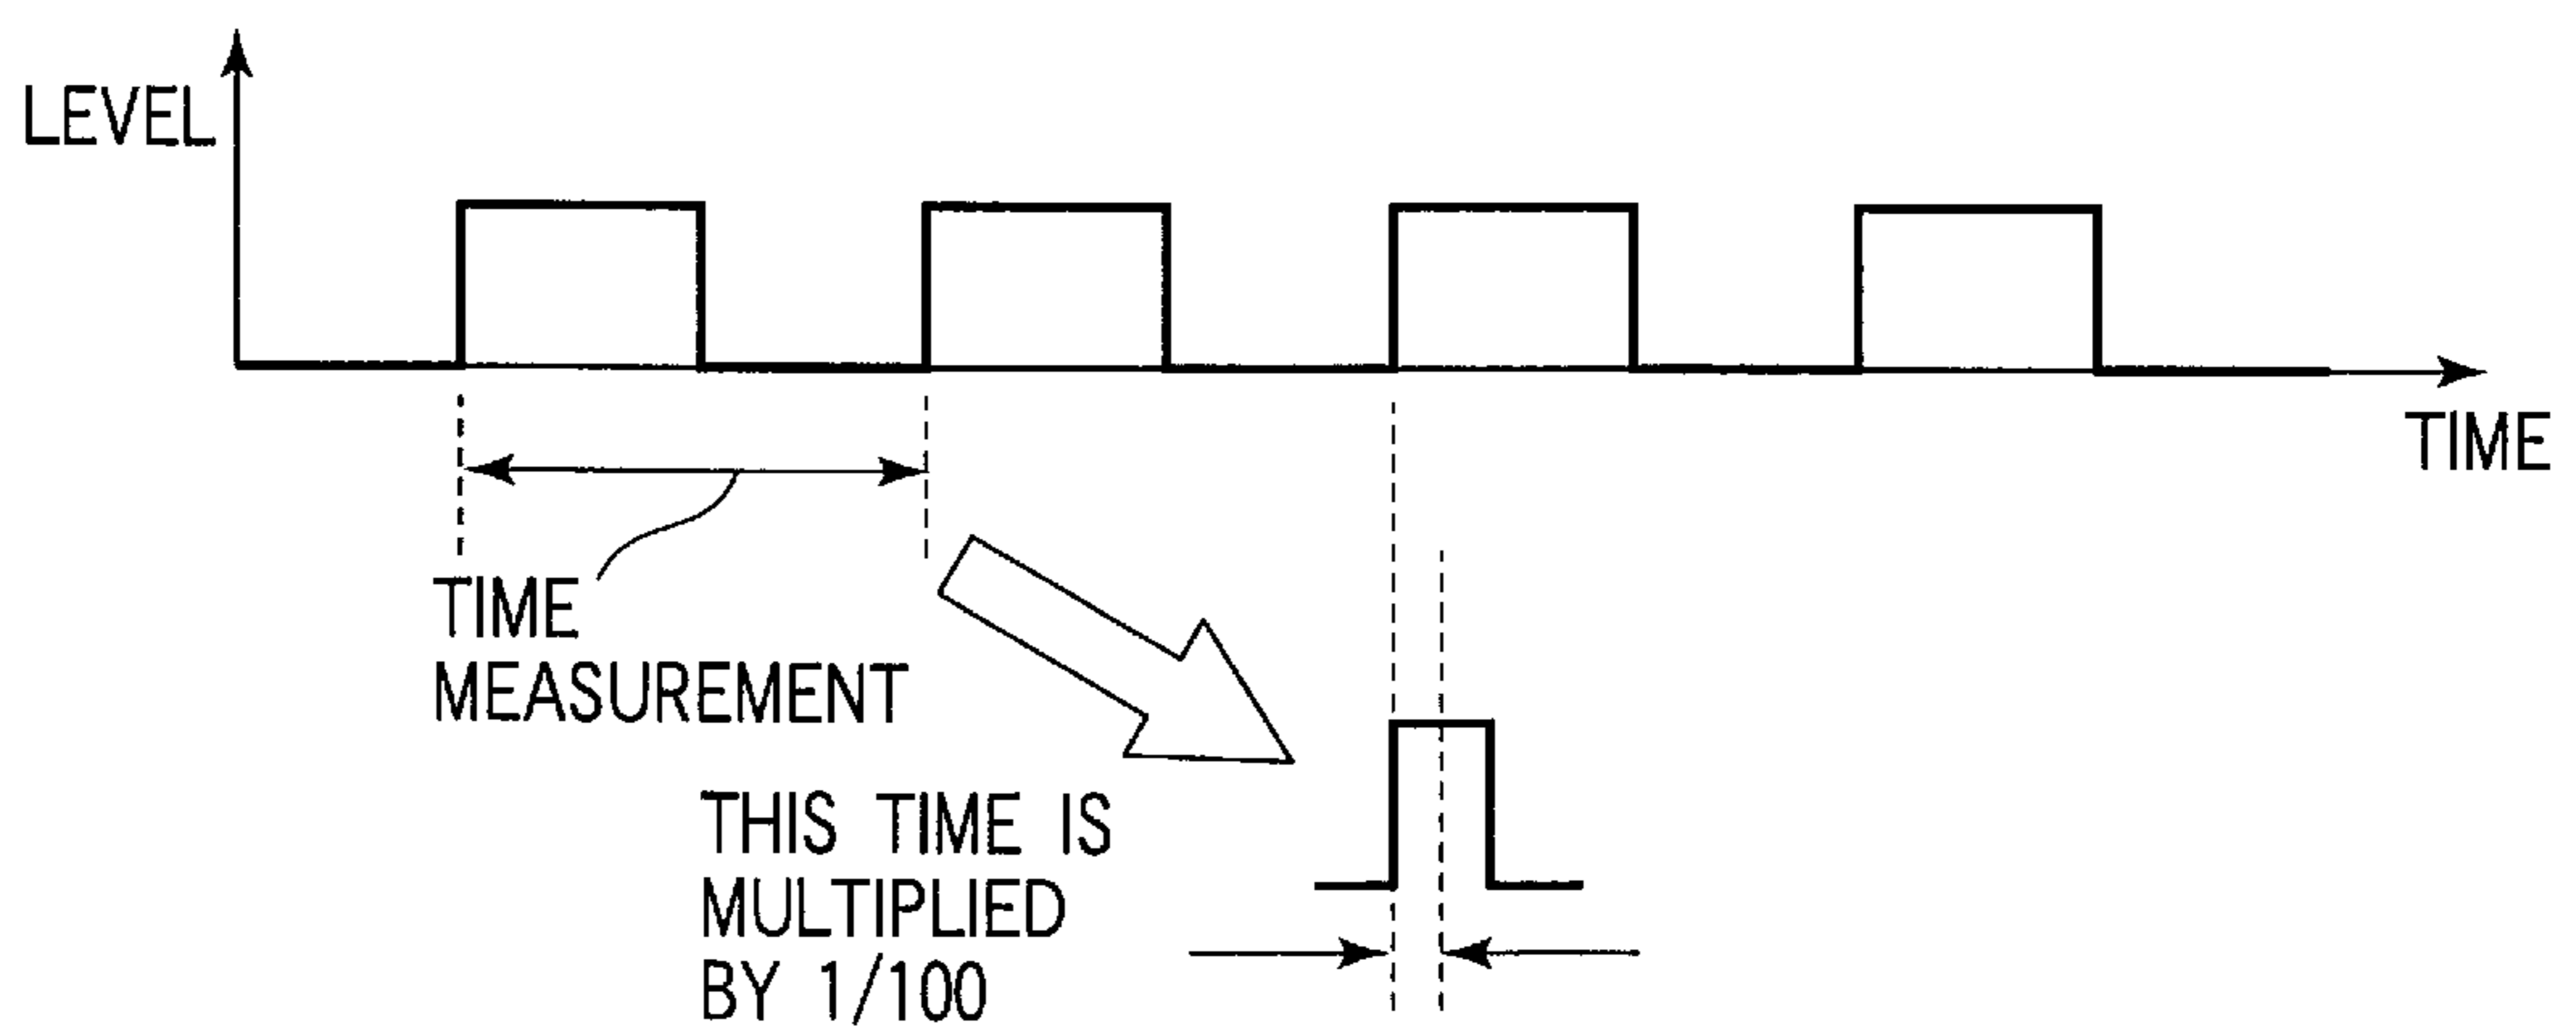 LEVEL
TIME
TIME
MEASUREMENT
THIS TIME IS
MULTIPLIED
BY 1/100